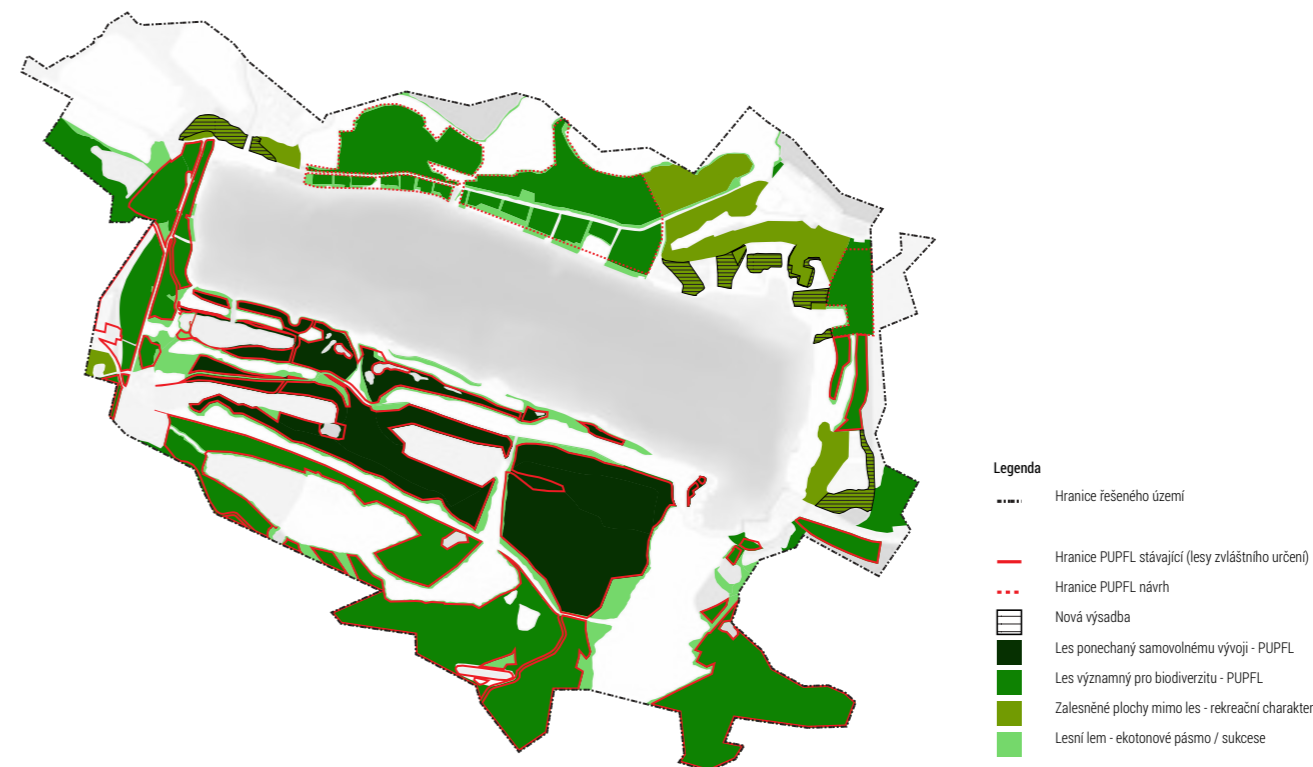 Legenda
Hranice řešeného území
Hranice PUPFL stávající (lesy zvláštního určení)
Hranice PUPFL návrh
Nová výsadba
Les ponechaný samovolnému vývoji - PUPFL
Les významný pro biodiverzitu - PUPFL
Zalesněné plochy mimo les - rekreační charakter
Lesní lem - ekotonové pásmo / sukcese